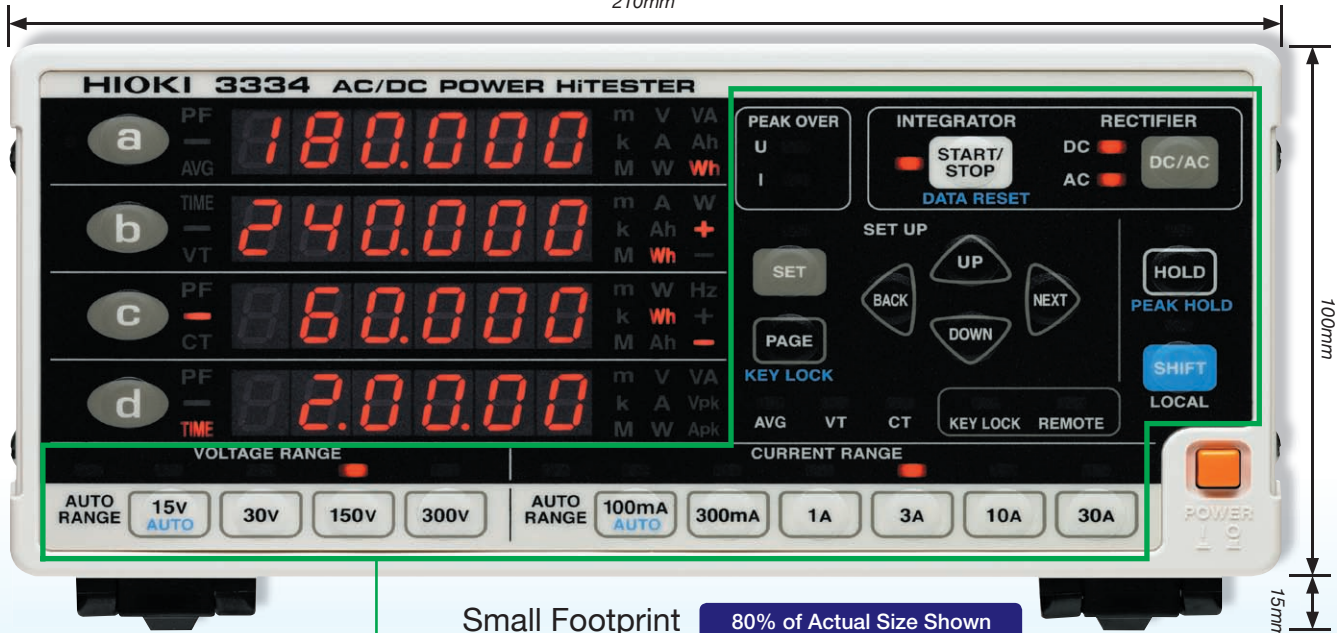 210mm
HIOKI 3334 AC/DC POWER HiTESTER
a PF AVG 180.000 m V VA k A Ah M W Wh
b TIME VT 240.000 m A W k Ah + M Wh −
c PF − CT 60.000 m W Hz k Wh + M Ah −
d PF TIME 2.00.00 m V VA k A Vpk M W Apk
PEAK OVER
U
I
INTEGRATOR
START/
STOP
DATA RESET
RECTIFIER
DC
AC
DC/AC
SET UP
SET
UP
BACK
NEXT
DOWN
PAGE
KEY LOCK
HOLD
PEAK HOLD
SHIFT
LOCAL
AVG VT CT KEY LOCK REMOTE
VOLTAGE RANGE
CURRENT RANGE
AUTO
RANGE
15V
AUTO
30V 150V 300V
AUTO
RANGE
100mA
AUTO
300mA 1A 3A 10A 30A
POWER
100mm
15mm
Small Footprint
80% of Actual Size Shown